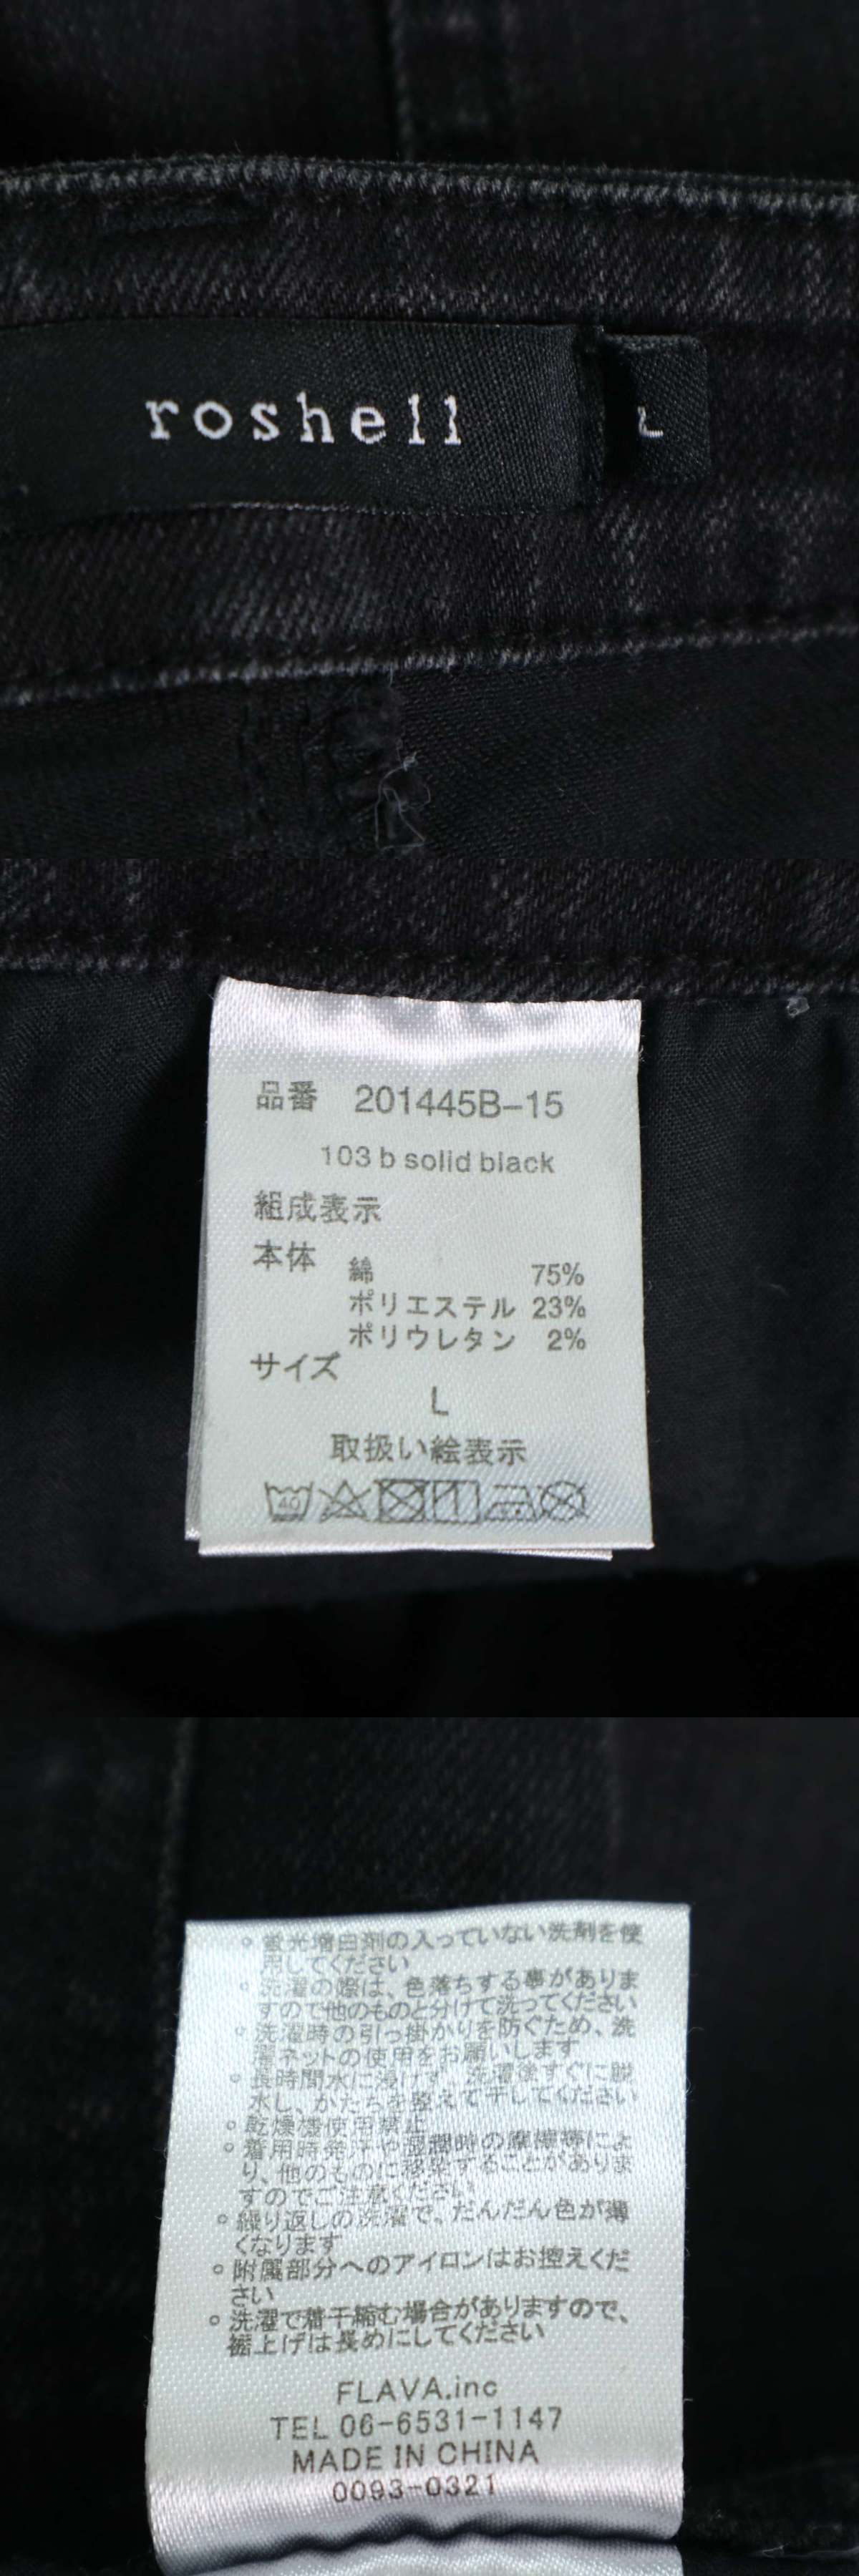 roshell
L
品番 201445B-15
103 b solid black
組成表示
本体 綿 75%
ポリエステル 23%
ポリウレタン 2%
サイズ
L
取扱い絵表示
40
。蛍光増白剤の入っていない洗剤を使
用してください
。洗濯の際は、色落ちする事がありま
すので他のものと分けて洗ってください
。洗濯時の引っ掛かりを防ぐため、洗
濯ネットの使用をお願いします
。長時間水に浸けず、洗濯後すぐに脱
水し、かたちを整えて干してください
。乾燥機使用禁止
。着用時発汗や湿潤時の摩擦等によ
り、他のものに移染することがありま
すのでご注意ください
。繰り返しの洗濯で、だんだん色が薄
くなります
。附属部分へのアイロンはお控えくだ
さい
。洗濯で若干縮む場合がありますので、
裾上げは長めにしてください
FLAVA.inc
TEL 06-6531-1147
MADE IN CHINA
0093-0321